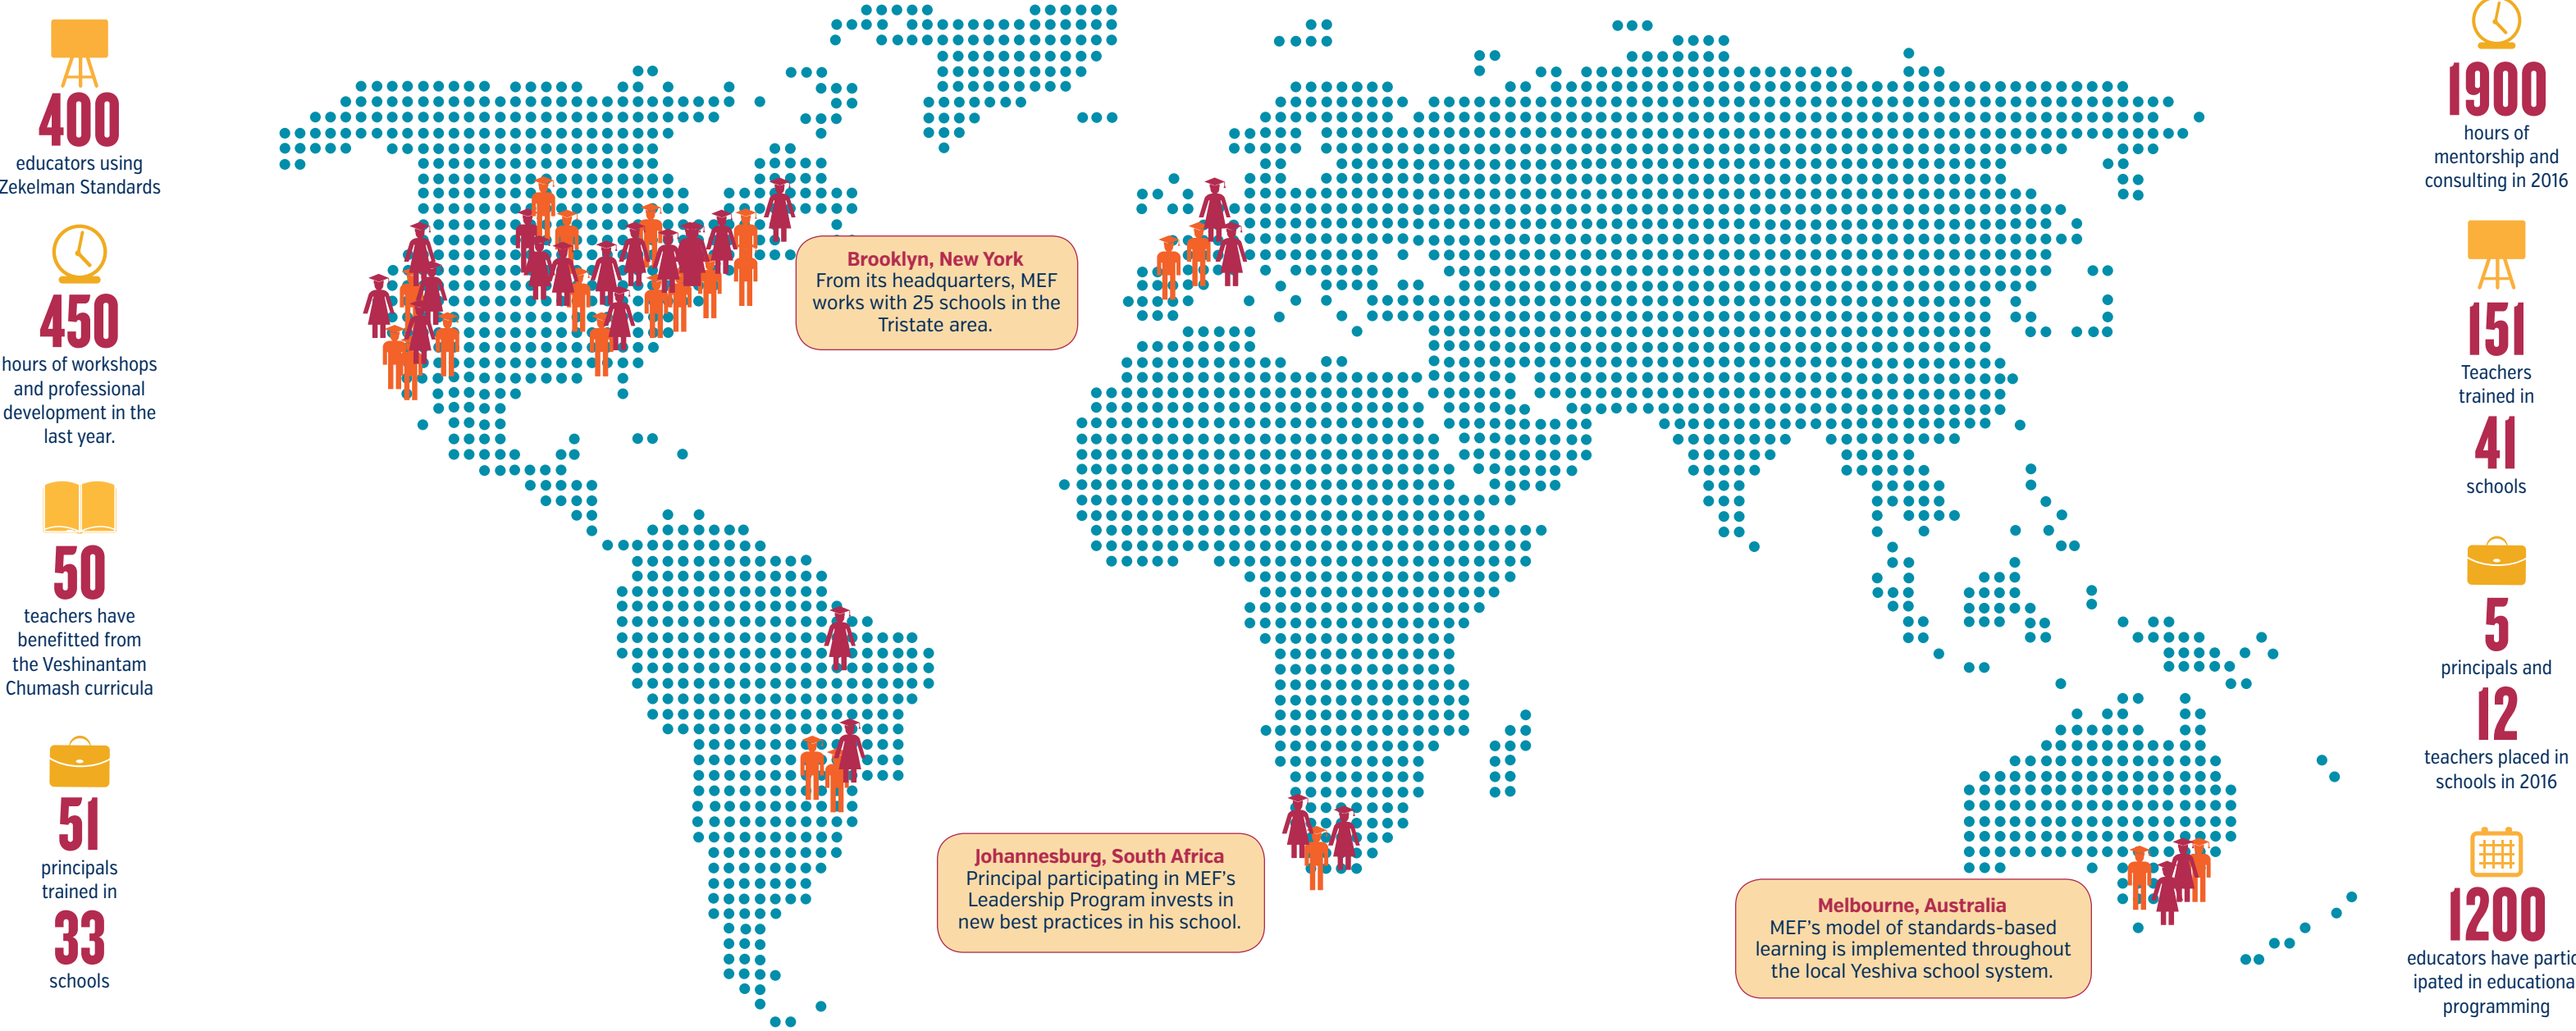 400
educators using
Zekelman Standards
450
hours of workshops
and professional
development in the
last year.
50
teachers have
benefitted from
the Veshinantam
Chumash curricula
51
principals
trained in
33
schools
Brooklyn, New York
From its headquarters, MEF
works with 25 schools in the
Tristate area.
Johannesburg, South Africa
Principal participating in MEF’s
Leadership Program invests in
new best practices in his school.
Melbourne, Australia
MEF’s model of standards-based
learning is implemented throughout
the local Yeshiva school system.
1900
hours of
mentorship and
consulting in 2016
151
Teachers
trained in
41
schools
5
principals and
12
teachers placed in
schools in 2016
1200
educators have partic
ipated in educationa
programming